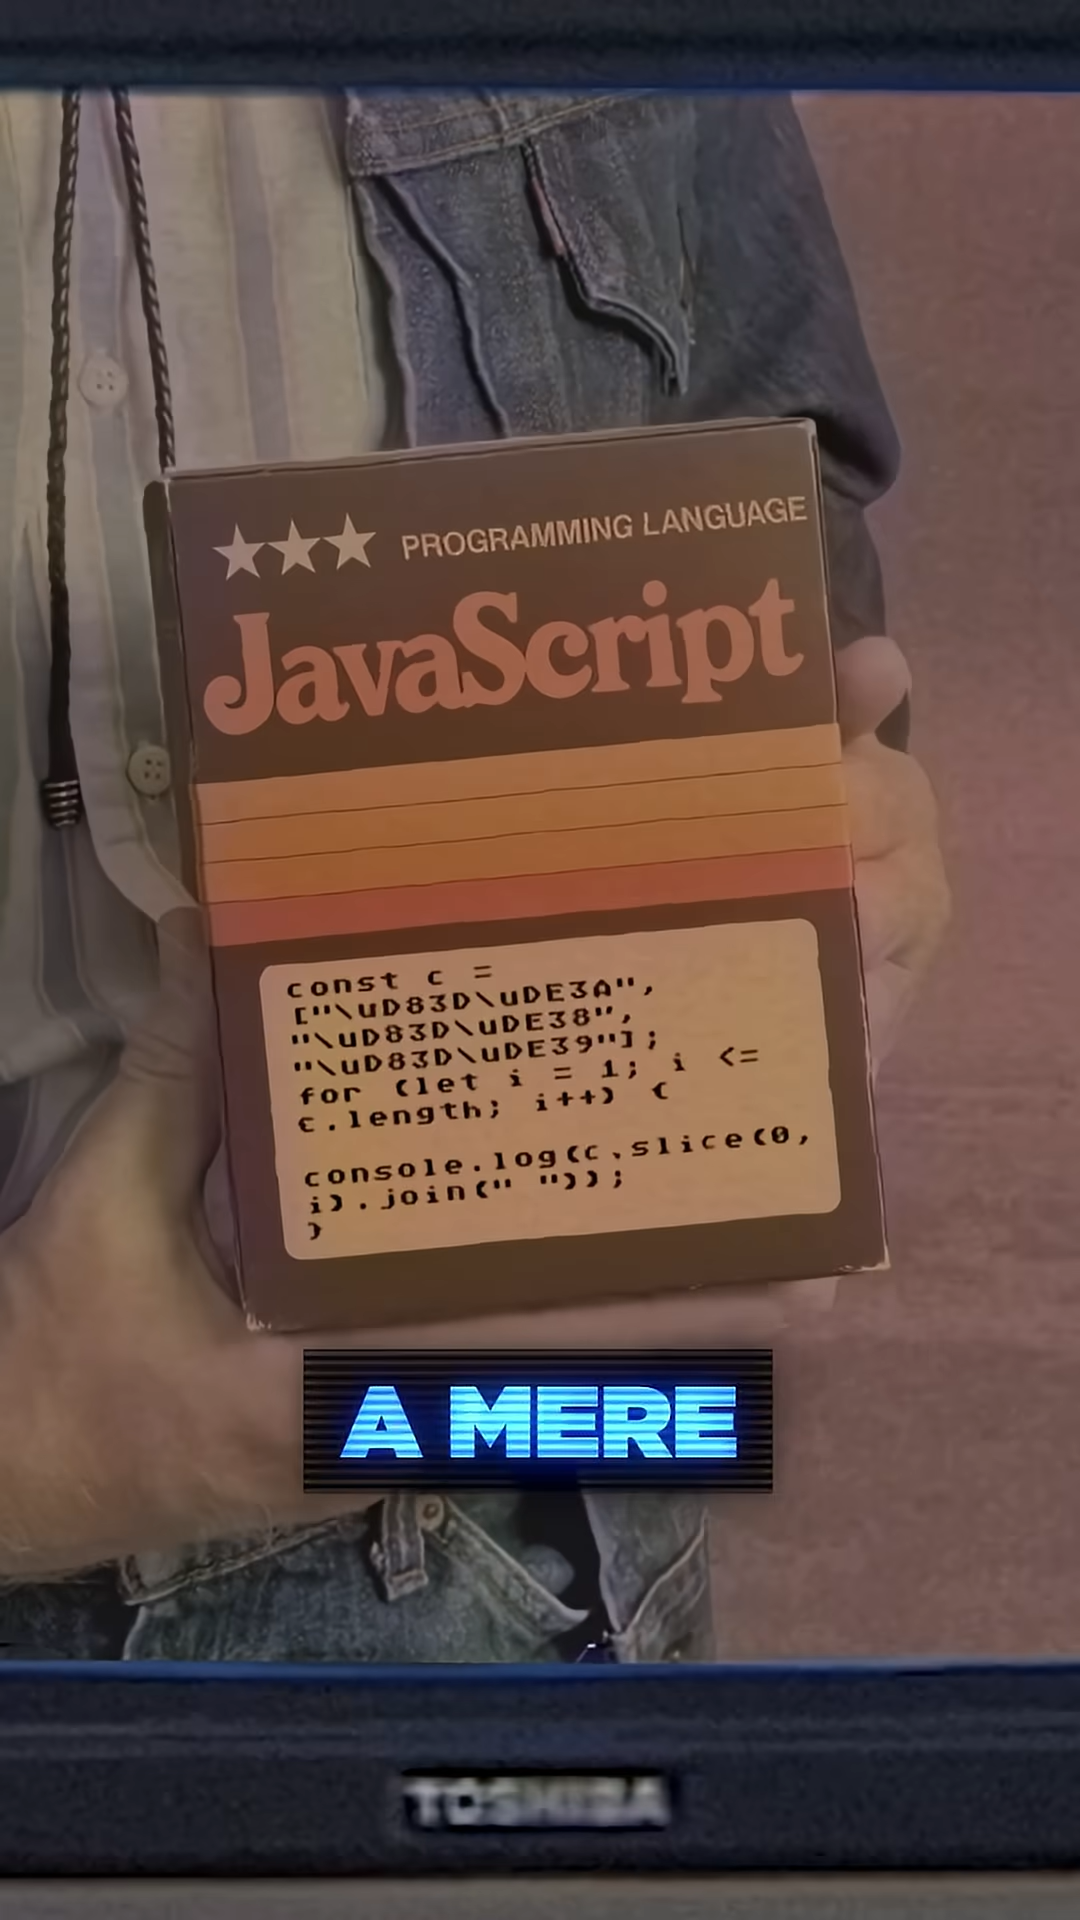 ★★★ PROGRAMMING LANGUAGE
JavaScript
const c =
["\uD83D\uDE3A",
"\uD83D\uDE38",
"\uD83D\uDE39"];
for (let i = 1; i <=
c.length; i++) {
console.log(c.slice(0,
i).join(" "));
}
A MERE
TOSHIBA